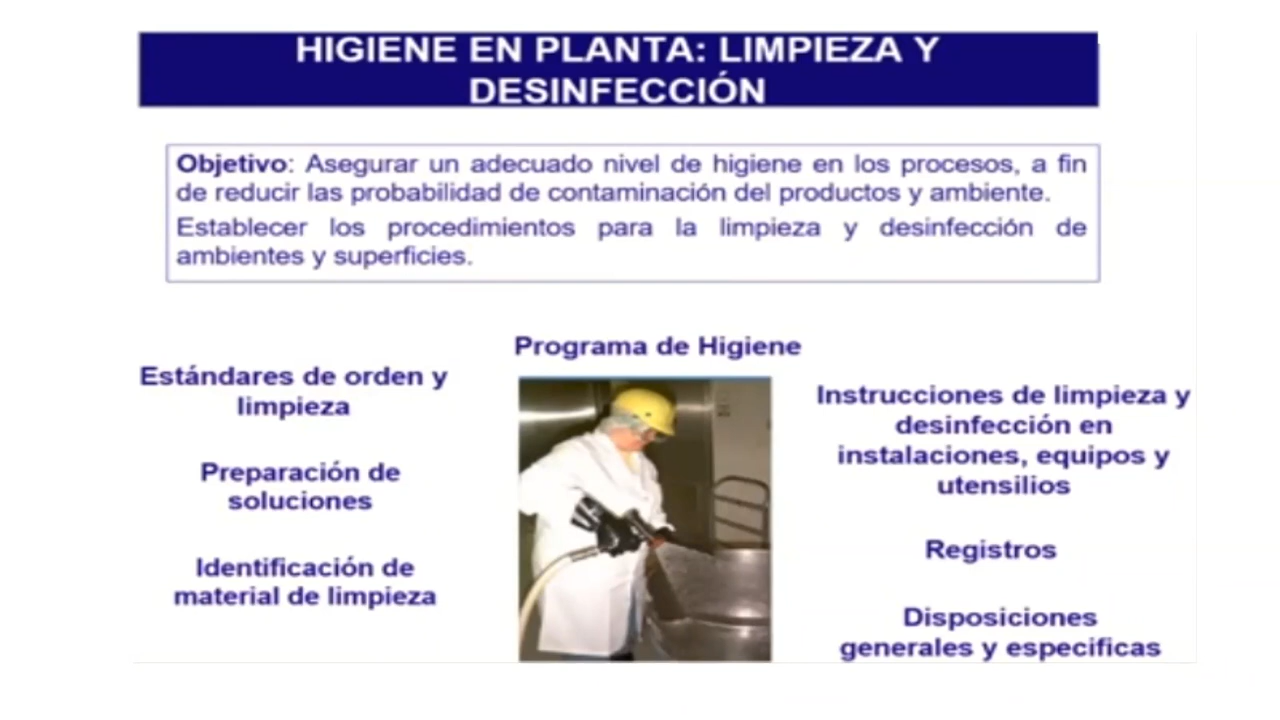 HIGIENE EN PLANTA: LIMPIEZA Y
DESINFECCIÓN
Objetivo: Asegurar un adecuado nivel de higiene en los procesos, a fin
de reducir las probabilidad de contaminación del productos y ambiente.
Establecer los procedimientos para la limpieza y desinfección de
ambientes y superficies.
Programa de Higiene
Estándares de orden y
limpieza
Preparación de
soluciones
Identificación de
material de limpieza
Instrucciones de limpieza y
desinfección en
instalaciones, equipos y
utensilios
Registros
Disposiciones
generales y especificas